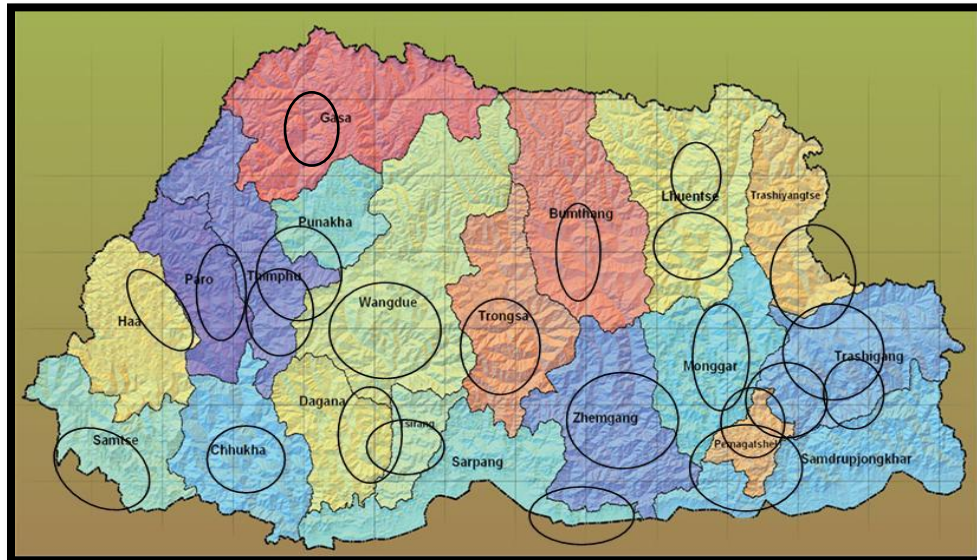 Gasa
Lhuentse
Trashiyangtse
Punakha
Bumthang
Paro
Thimphu
Wangdue
Haa
Trongsa
Trashigang
Monggar
Dagana
Zhemgang
Tsirang
Samtse
Chhukha
Pemagatshel
Sarpang
Samdrupjongkhar